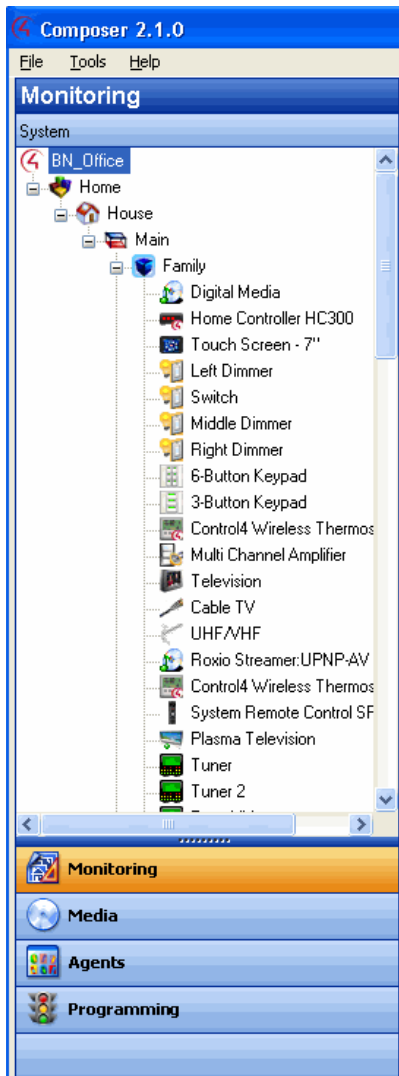 Composer 2.1.0
File Tools Help
Monitoring
System
BN_Office
Home
House
Main
Family
Digital Media
Home Controller HC300
Touch Screen - 7"
Left Dimmer
Switch
Middle Dimmer
Right Dimmer
6-Button Keypad
3-Button Keypad
Control4 Wireless Thermos
Multi Channel Amplifier
Television
Cable TV
UHF/VHF
Roxio Streamer:UPNP-AV
Control4 Wireless Thermos
System Remote Control SR
Plasma Television
Tuner
Tuner 2
Monitoring
Media
Agents
Programming